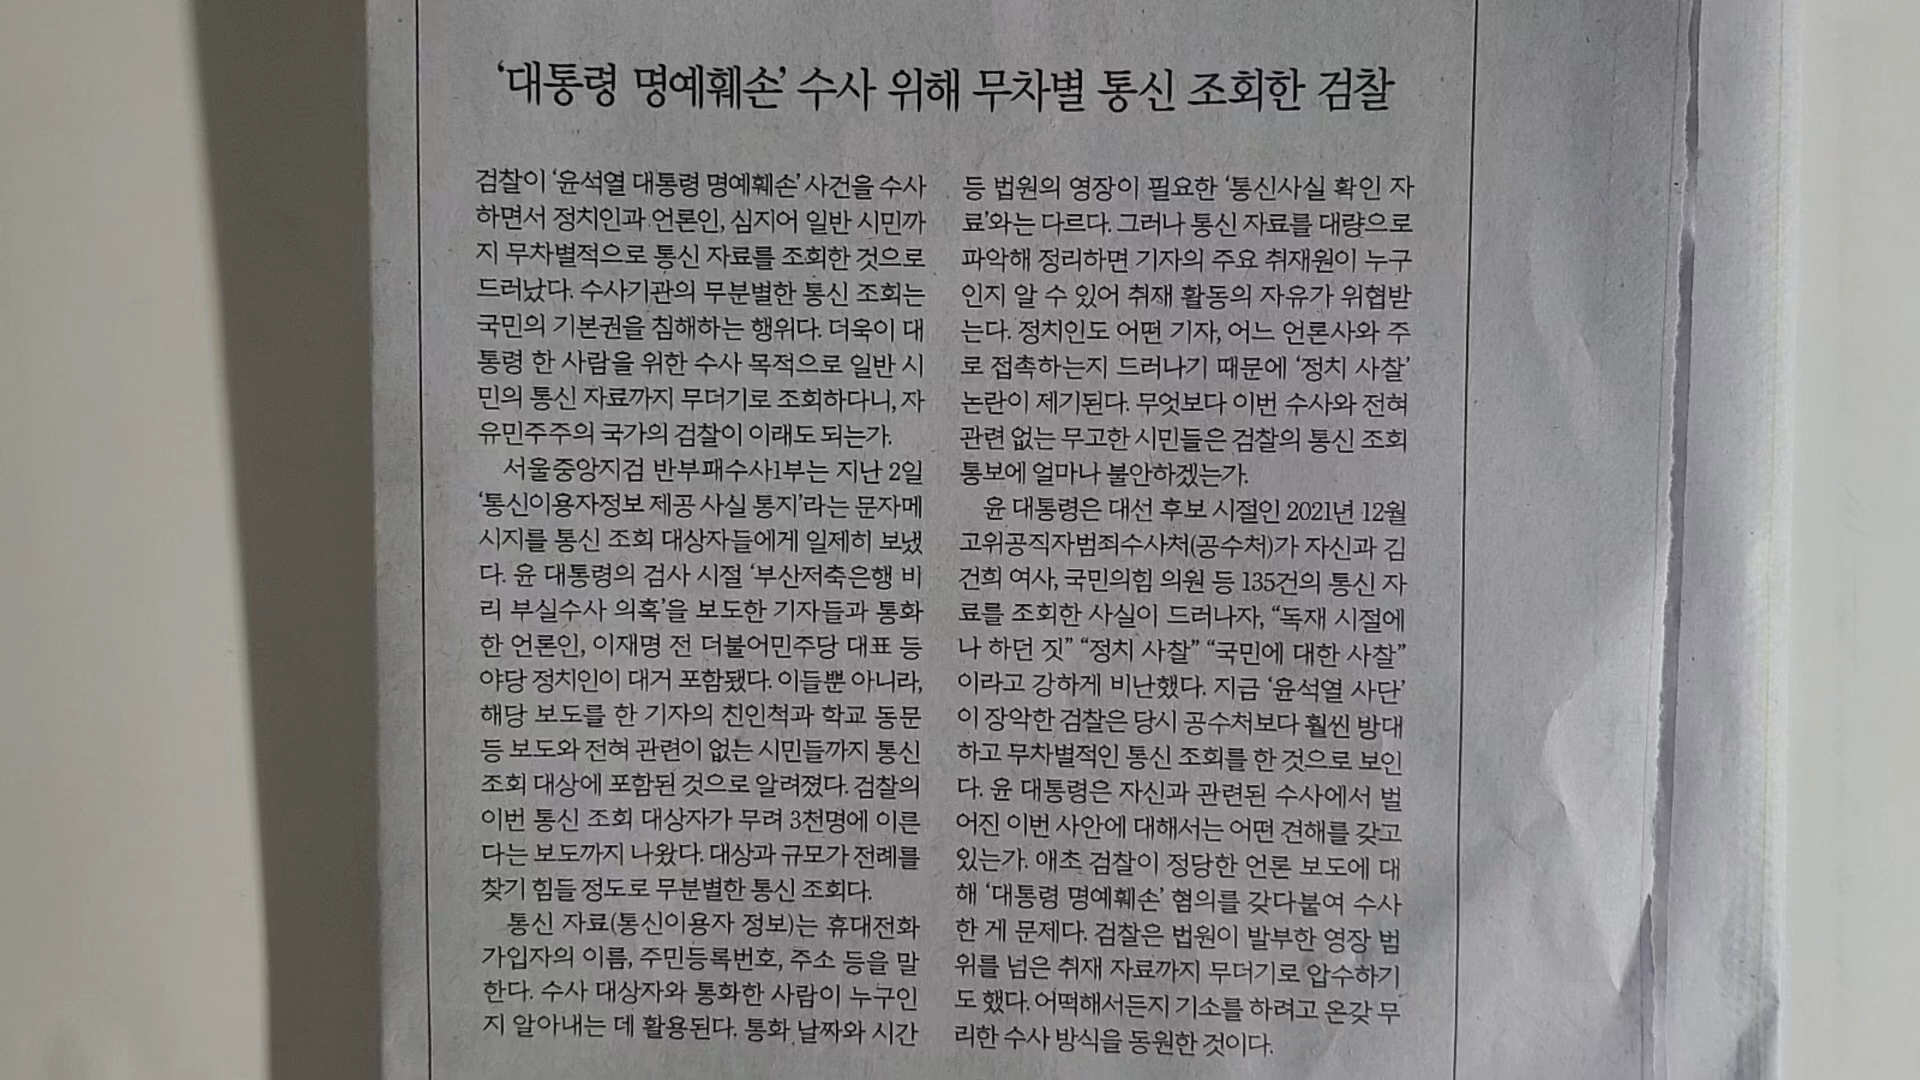 ‘대통령 명예훼손’ 수사 위해 무차별 통신 조회한 검찰
검찰이 ‘윤석열 대통령 명예훼손’ 사건을 수사
하면서 정치인과 언론인, 심지어 일반 시민까
지 무차별적으로 통신 자료를 조회한 것으로
드러났다. 수사기관의 무분별한 통신 조회는
국민의 기본권을 침해하는 행위다. 더욱이 대
통령 한 사람을 위한 수사 목적으로 일반 시
민의 통신 자료까지 무더기로 조회하다니, 자
유민주주의 국가의 검찰이 이래도 되는가.
서울중앙지검 반부패수사1부는 지난 2일
‘통신이용자정보 제공 사실 통지’라는 문자메
시지를 통신 조회 대상자들에게 일제히 보냈
다. 윤 대통령의 검사 시절 ‘부산저축은행 비
리 부실수사 의혹’을 보도한 기자들과 통화
한 언론인, 이재명 전 더불어민주당 대표 등
야당 정치인이 대거 포함됐다. 이들뿐 아니라,
해당 보도를 한 기자의 친인척과 학교 동문
등 보도와 전혀 관련이 없는 시민들까지 통신
조회 대상에 포함된 것으로 알려졌다. 검찰의
이번 통신 조회 대상자가 무려 3천명에 이른
다는 보도까지 나왔다. 대상과 규모가 전례를
찾기 힘들 정도로 무분별한 통신 조회다.
통신 자료(통신이용자 정보)는 휴대전화
가입자의 이름, 주민등록번호, 주소 등을 말
한다. 수사 대상자와 통화한 사람이 누구인
지 알아내는 데 활용된다. 통화 날짜와 시간
등 법원의 영장이 필요한 ‘통신사실 확인 자
료’와는 다르다. 그러나 통신 자료를 대량으로
파악해 정리하면 기자의 주요 취재원이 누구
인지 알 수 있어 취재 활동의 자유가 위협받
는다. 정치인도 어떤 기자, 어느 언론사와 주
로 접촉하는지 드러나기 때문에 ‘정치 사찰’
논란이 제기된다. 무엇보다 이번 수사와 전혀
관련 없는 무고한 시민들은 검찰의 통신 조회
통보에 얼마나 불안하겠는가.
윤 대통령은 대선 후보 시절인 2021년 12월
고위공직자범죄수사처(공수처)가 자신과 김
건희 여사, 국민의힘 의원 등 135건의 통신 자
료를 조회한 사실이 드러나자, “독재 시절에
나 하던 짓” “정치 사찰” “국민에 대한 사찰”
이라고 강하게 비난했다. 지금 ‘윤석열 사단’
이 장악한 검찰은 당시 공수처보다 훨씬 방대
하고 무차별적인 통신 조회를 한 것으로 보인
다. 윤 대통령은 자신과 관련된 수사에서 벌
어진 이번 사안에 대해서는 어떤 견해를 갖고
있는가. 애초 검찰이 정당한 언론 보도에 대
해 ‘대통령 명예훼손’ 혐의를 갖다붙여 수사
한 게 문제다. 검찰은 법원이 발부한 영장 범
위를 넘은 취재 자료까지 무더기로 압수하기
도 했다. 어떡해서든지 기소를 하려고 온갖 무
리한 수사 방식을 동원한 것이다.